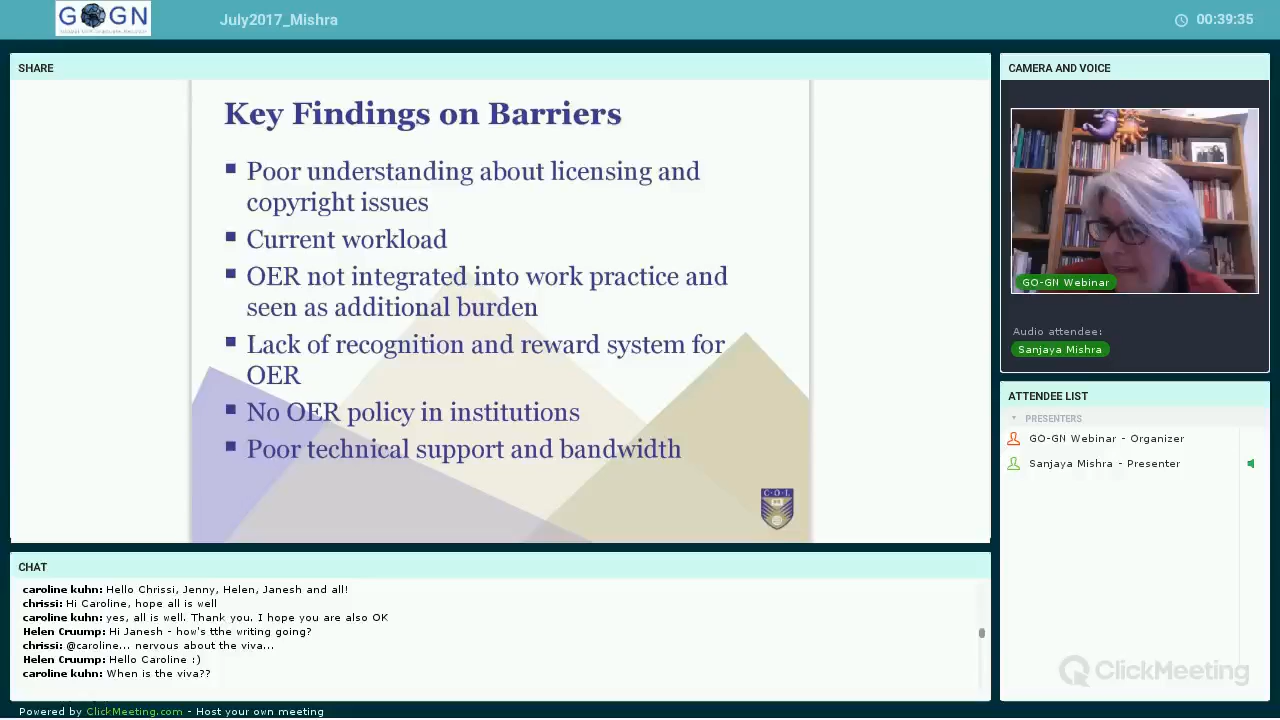 GOGN
July2017_Mishra
00:39:35
SHARE
Key Findings on Barriers
Poor understanding about licensing and
copyright issues
Current workload
OER not integrated into work practice and
seen as additional burden
Lack of recognition and reward system for
OER
No OER policy in institutions
Poor technical support and bandwidth
C·O·L
CAMERA AND VOICE
GO-GN Webinar
Audio attendee:
Sanjaya Mishra
ATTENDEE LIST
PRESENTERS
GO-GN Webinar - Organizer
Sanjaya Mishra - Presenter
CHAT
caroline kuhn: Hello Chrissi, Jenny, Helen, Janesh and all!
chrissi: Hi Caroline, hope all is well
caroline kuhn: yes, all is well. Thank you. I hope you are also OK
Helen Cruump: Hi Janesh - how's tthe writing going?
chrissi: @caroline... nervous about the viva...
Helen Cruump: Hello Caroline :)
caroline kuhn: When is the viva??
ClickMeeting
Powered by ClickMeeting.com - Host your own meeting